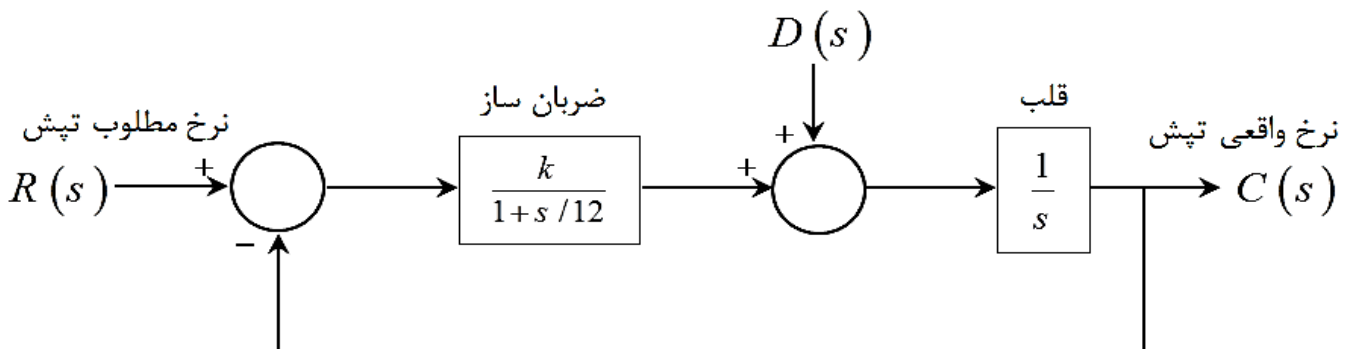 D(s)
ضربان ساز
قلب
نرخ مطلوب تپش
نرخ واقعی تپش
R(s)
+
−
k
1+s/12
+
+
1
s
C(s)